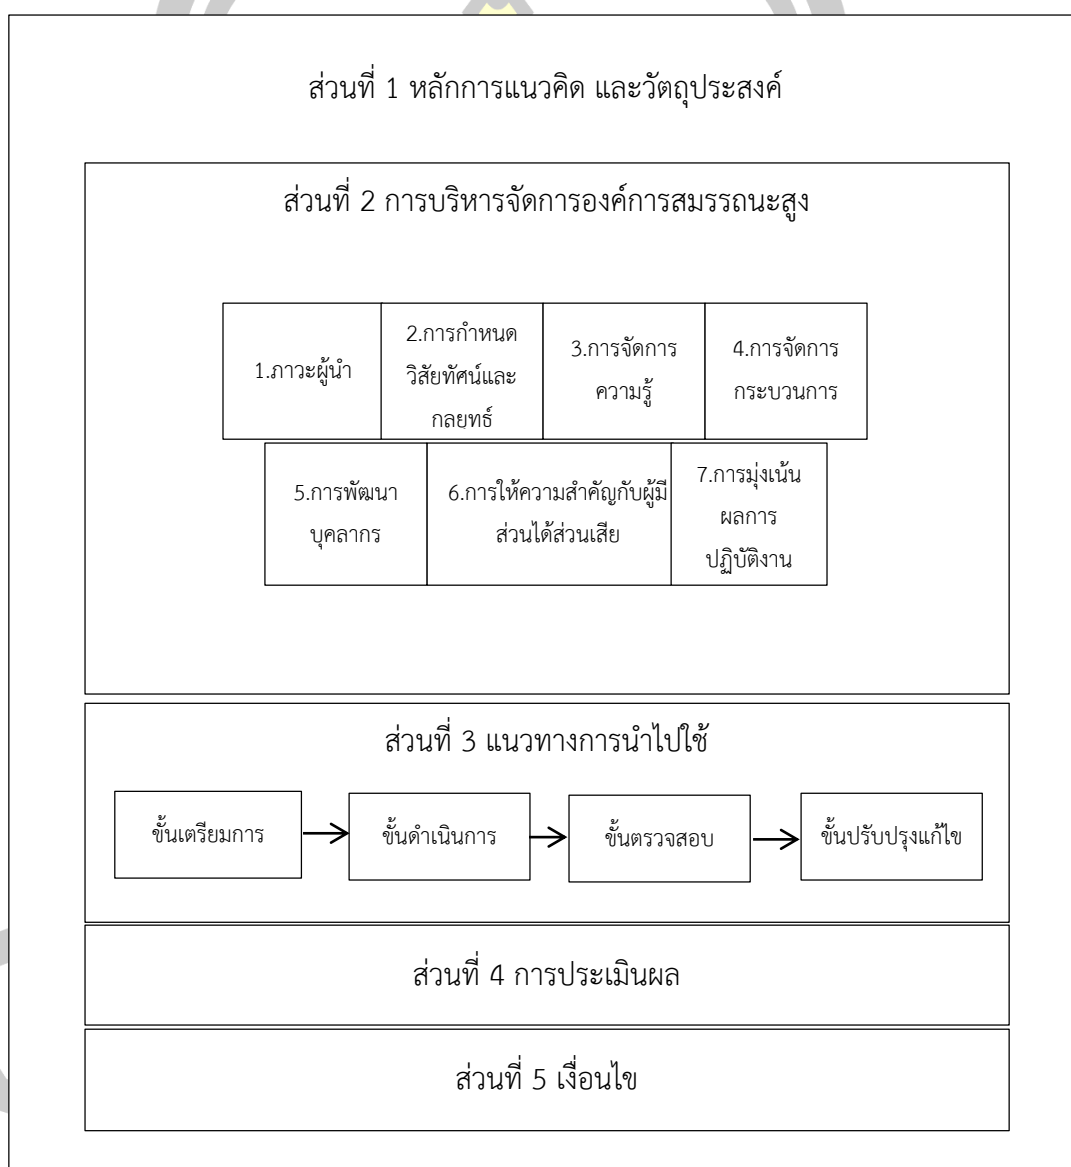 ส่วนที่ 1 หลักการแนวคิด และวัตถุประสงค์
ส่วนที่ 2 การบริหารจัดการองค์การสมรรถนะสูง
1.ภาวะผู้นำ
2.การกำหนด
วิสัยทัศน์และ
กลยุทธ์
3.การจัดการ
ความรู้
4.การจัดการ
กระบวนการ
5.การพัฒนา
บุคลากร
6.การให้ความสำคัญกับผู้มี
ส่วนได้ส่วนเสีย
7.การมุ่งเน้น
ผลการ
ปฏิบัติงาน
ส่วนที่ 3 แนวทางการนำไปใช้
ขั้นเตรียมการ
ขั้นดำเนินการ
ขั้นตรวจสอบ
ขั้นปรับปรุงแก้ไข
ส่วนที่ 4 การประเมินผล
ส่วนที่ 5 เงื่อนไข